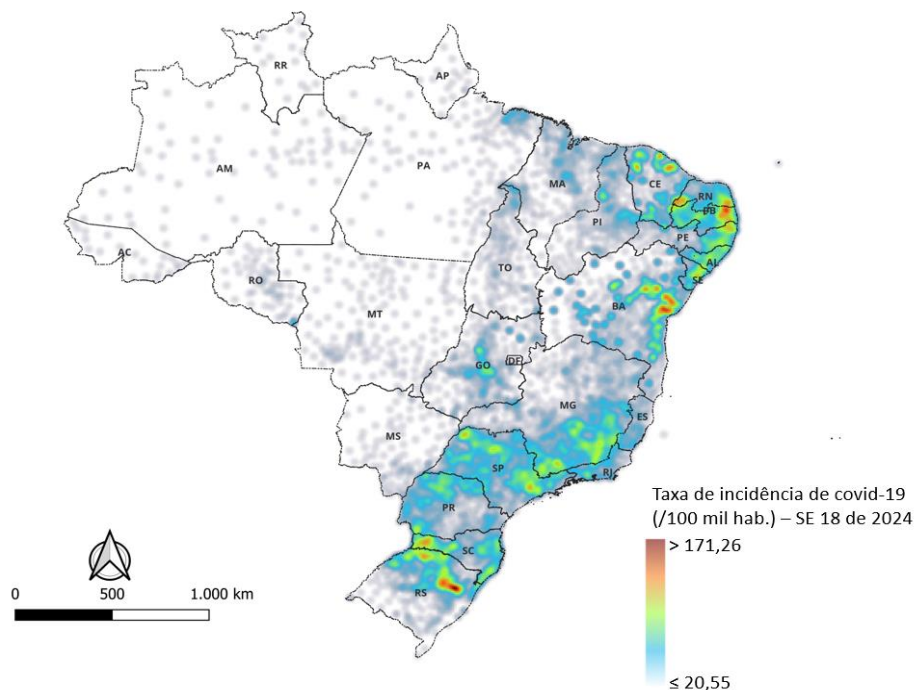 RR
AP
AM
PA
MA
CE
RN
PB
PI
PE
AL
SE
AC
TO
RO
BA
MT
GO
DF
MG
ES
MS
SP
RJ
PR
SC
RS
Taxa de incidência de covid-19
(/100 mil hab.) – SE 18 de 2024
> 171,26
≤ 20,55
0 500 1.000 km